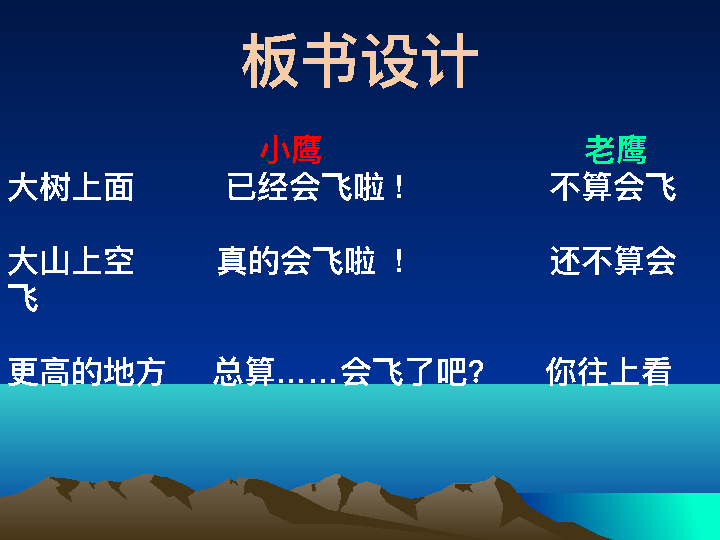 板书设计
小鹰 老鹰
大树上面 已经会飞啦！ 不算会飞
大山上空 真的会飞啦 ！ 还不算会
飞
更高的地方 总算……会飞了吧？ 你往上看